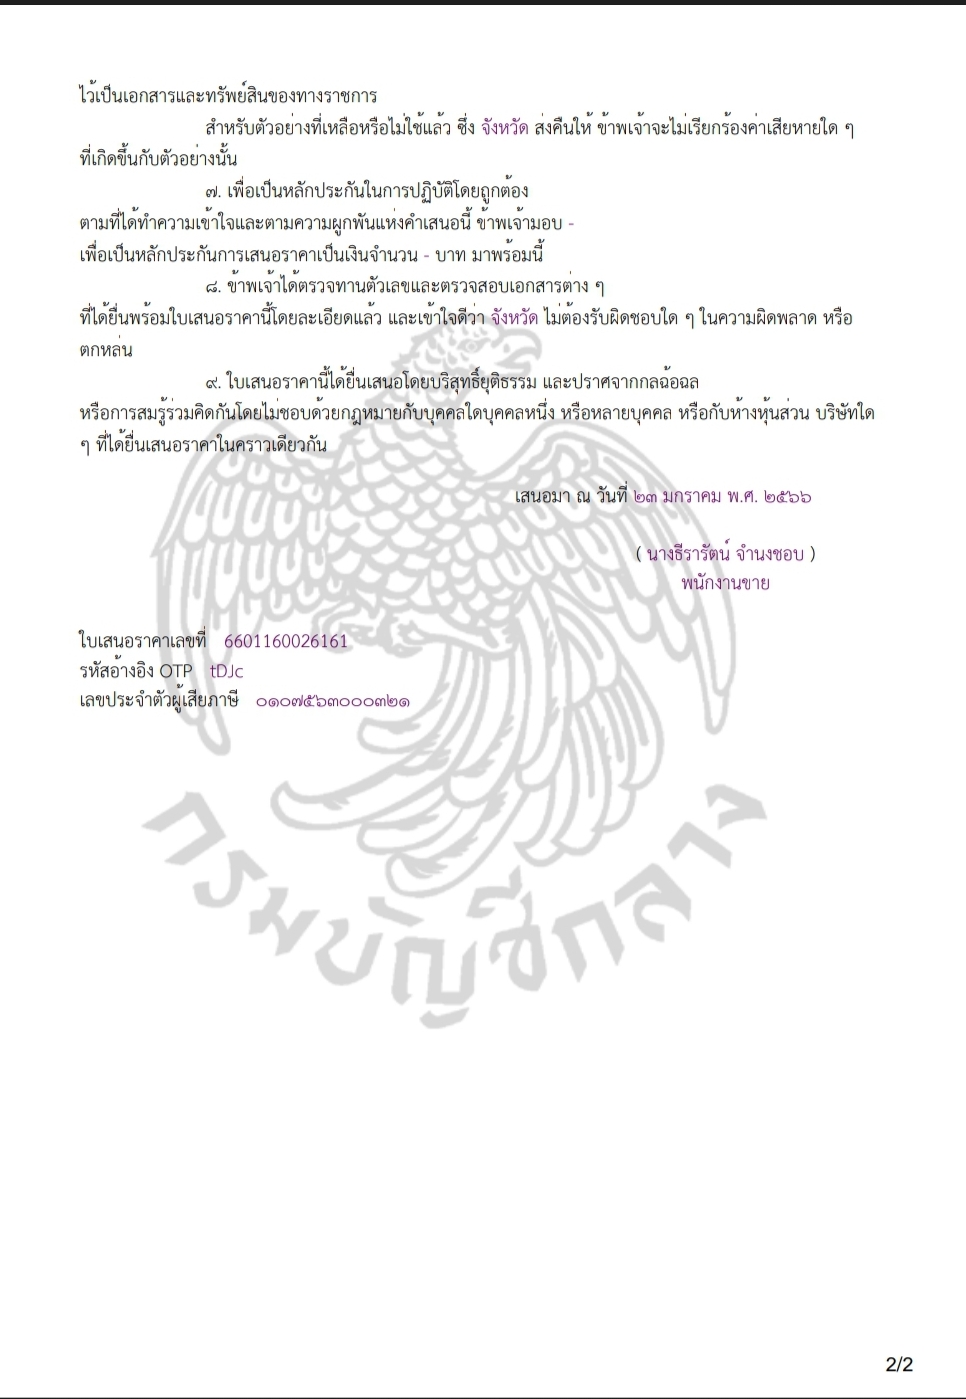 ไว้เป็นเอกสารและทรัพย์สินของทางราชการ
สำหรับตัวอย่างที่เหลือหรือไม่ใช้แล้ว ซึ่ง จังหวัด ส่งคืนให้ ข้าพเจ้าจะไม่เรียกร้องค่าเสียหายใด ๆ
ที่เกิดขึ้นกับตัวอย่างนั้น
๗. เพื่อเป็นหลักประกันในการปฏิบัติโดยถูกต้อง
ตามที่ได้ทำความเข้าใจและตามความผูกพันแห่งคำเสนอนี้ ข้าพเจ้ามอบ -
เพื่อเป็นหลักประกันการเสนอราคาเป็นเงินจำนวน - บาท มาพร้อมนี้
๘. ข้าพเจ้าได้ตรวจทานตัวเลขและตรวจสอบเอกสารต่าง ๆ
ที่ได้ยื่นพร้อมใบเสนอราคานี้โดยละเอียดแล้ว และเข้าใจดีว่า จังหวัด ไม่ต้องรับผิดชอบใด ๆ ในความผิดพลาด หรือ
ตกหล่น
๙. ใบเสนอราคานี้ได้ยื่นเสนอโดยบริสุทธิ์ยุติธรรม และปราศจากกลฉ้อฉล
หรือการสมรู้ร่วมคิดกันโดยไม่ชอบด้วยกฎหมายกับบุคคลใดบุคคลหนึ่ง หรือหลายบุคคล หรือกับห้างหุ้นส่วน บริษัทใด
ๆ ที่ได้ยื่นเสนอราคาในคราวเดียวกัน
เสนอมา ณ วันที่ ๒๓ มกราคม พ.ศ. ๒๕๖๖
( นางธีรารัตน์ จำนงชอบ )
พนักงานขาย
ใบเสนอราคาเลขที่ 6601160026161
รหัสอ้างอิง OTP tDJc
เลขประจำตัวผู้เสียภาษี ๐๑๐๗๕๖๓๐๐๐๓๒๑
กรมบัญชีกลาง
2/2